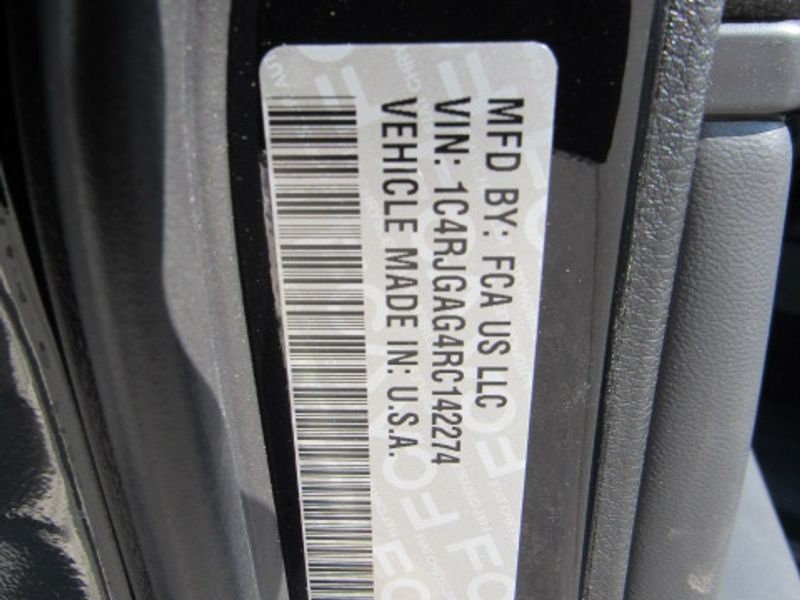 MFD BY: FCA US LLC
VIN: 1C4RJGAG4RC142274
VEHICLE MADE IN: U.S.A.